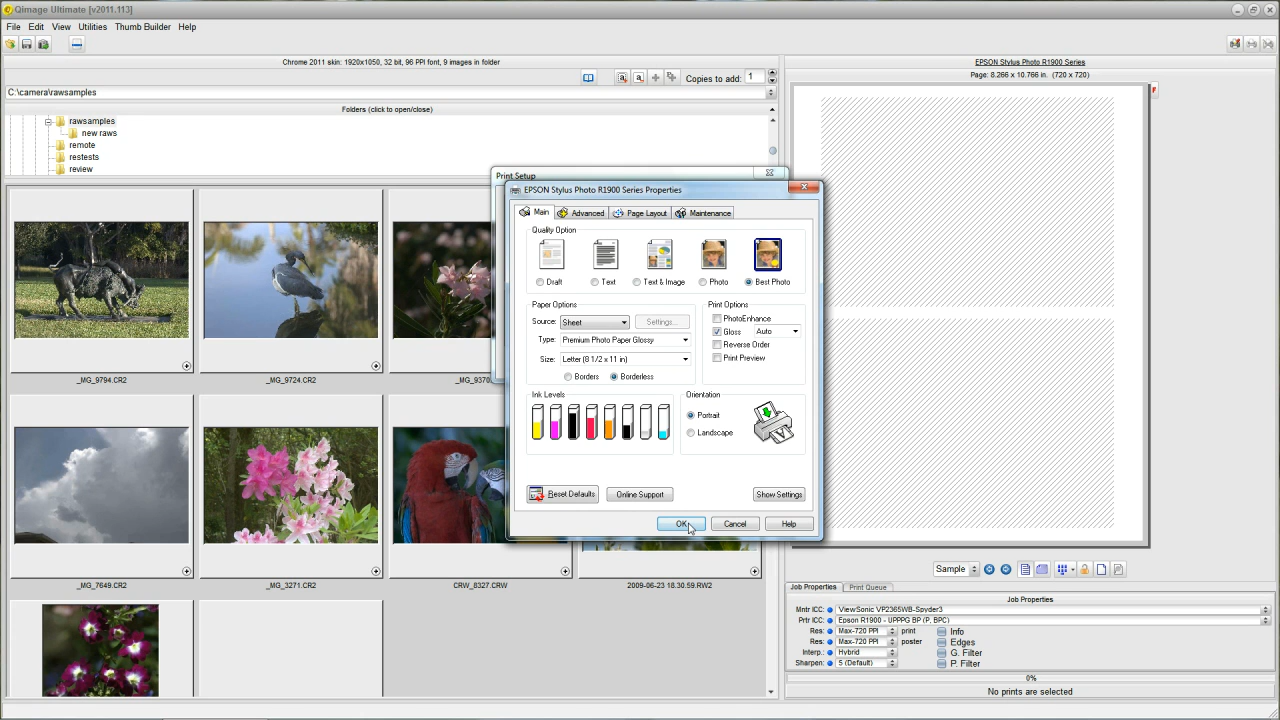 Qimage Ultimate [v2011.113]
File Edit View Utilities Thumb Builder Help
Chrome 2011 skin: 1920x1050, 32 bit, 96 PPI font, 9 images in folder
Copies to add: 1
C:\camera\rawsamples
Folders (click to open/close)
rawsamples
new raws
remote
restests
review
_MG_9794.CR2
_MG_9724.CR2
_MG_9370
_MG_7649.CR2
_MG_3271.CR2
CRW_8327.CRW
2009-06-23 18.30.59.RW2
Print Setup
EPSON Stylus Photo R1900 Series Properties
Main Advanced Page Layout Maintenance
Quality Option
Draft Text Text & Image Photo Best Photo
Paper Options
Source: Sheet Settings...
Type: Premium Photo Paper Glossy
Size: Letter (8 1/2 x 11 in)
Borders Borderless
Print Options
PhotoEnhance
Gloss Auto
Reverse Order
Print Preview
Ink Levels
Orientation
Portrait
Landscape
Reset Defaults Online Support Show Settings
OK Cancel Help
EPSON Stylus Photo R1900 Series
Page: 8.266 x 10.766 in. (720 x 720)
Sample
Job Properties Print Queue
Job Properties
Mntr ICC: ViewSonic VP2365WB-Spyder3
Prtr ICC: Epson R1900 - UPPPG BP (P, BPC)
Res: Max-720 PPI print Info
Res: Max-720 PPI poster Edges
Interp.: Hybrid G. Filter
Sharpen: 5 (Default) P. Filter
0%
No prints are selected